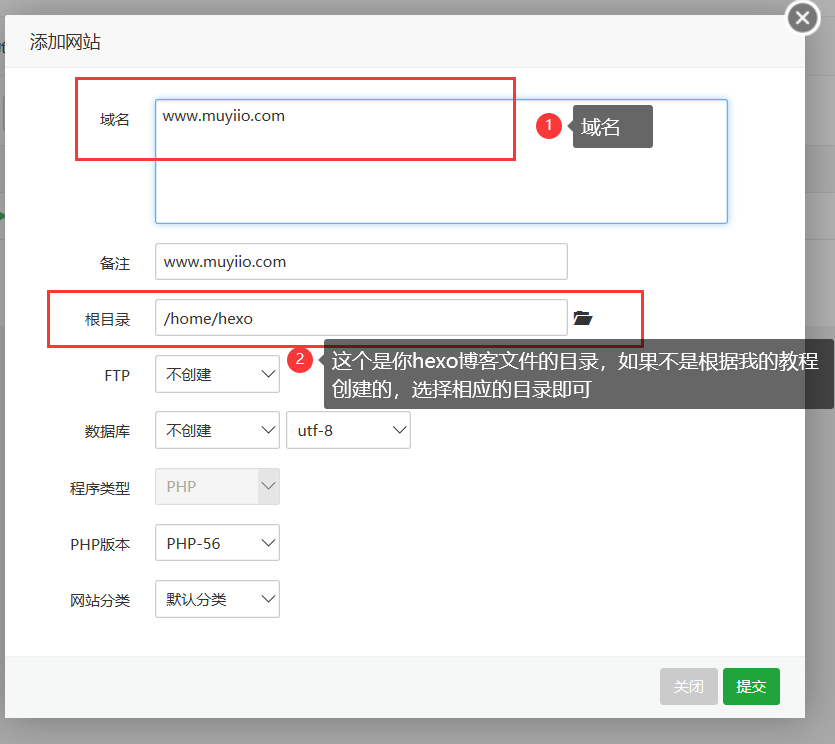 添加网站
域名
www.muyiio.com
1
域名
备注
www.muyiio.com
根目录
/home/hexo
2
这个是你hexo博客文件的目录，如果不是根据我的教程
创建的，选择相应的目录即可
FTP
不创建
数据库
不创建
utf-8
程序类型
PHP
PHP版本
PHP-56
网站分类
默认分类
关闭
提交